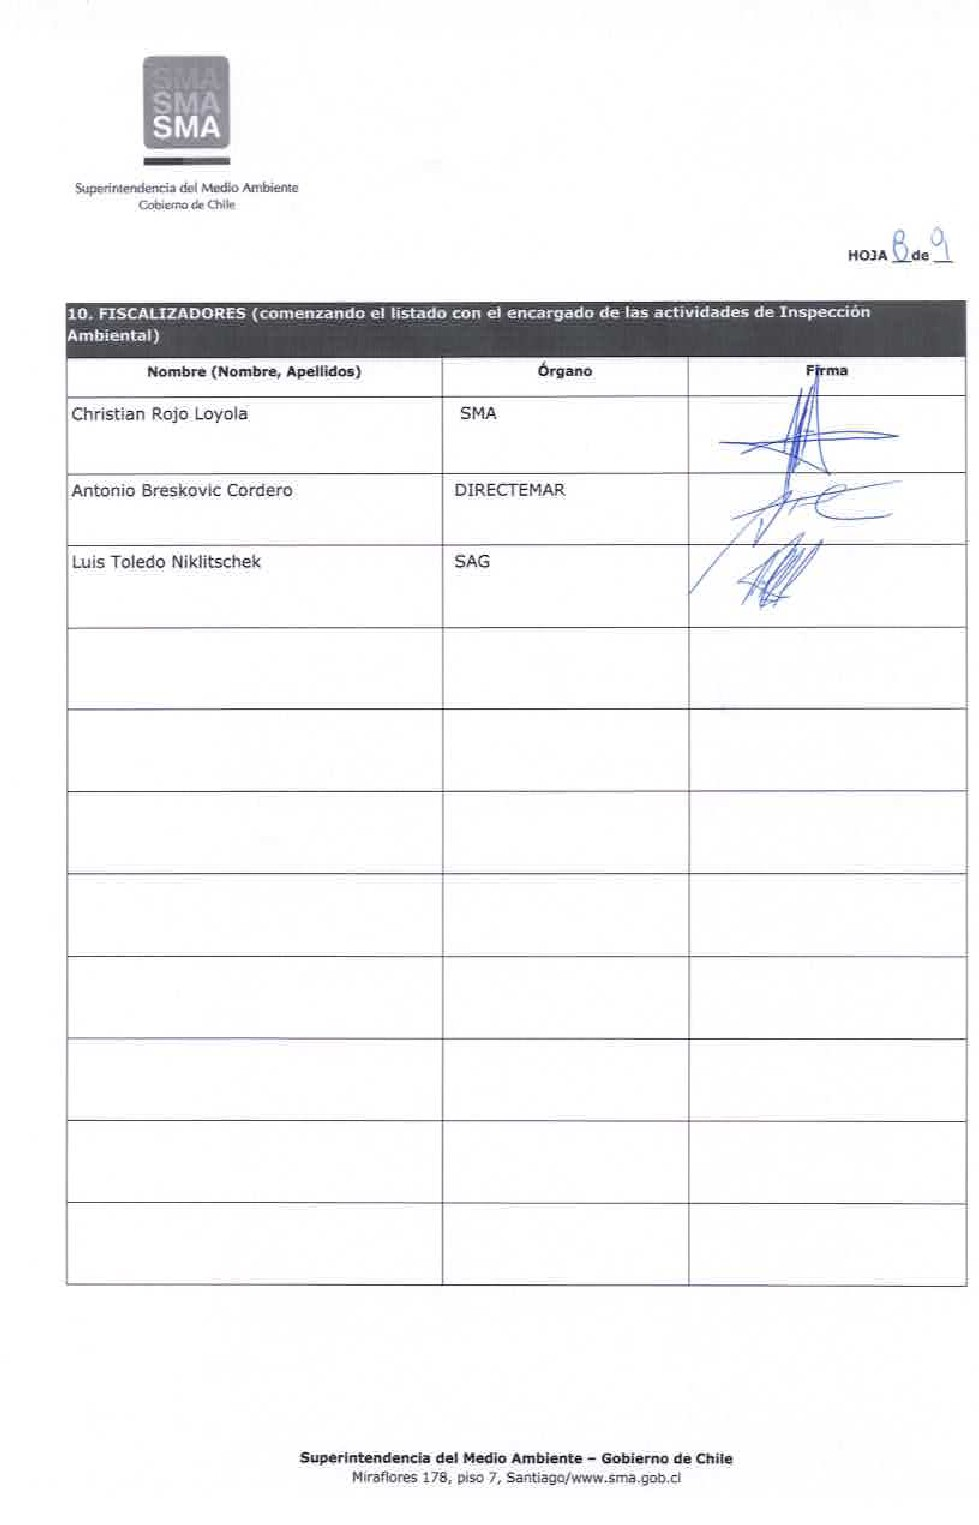 SMA
SMA
SMA
Superintendencia del Medio Ambiente
Gobierno de Chile
HOJA 8 de 9
10. FISCALIZADORES (comenzando el listado con el encargado de las actividades de Inspección
Ambiental)
Nombre (Nombre, Apellidos) Órgano Firma
Christian Rojo Loyola SMA
Antonio Breskovic Cordero DIRECTEMAR
Luis Toledo Niklitschek SAG
Superintendencia del Medio Ambiente – Gobierno de Chile
Miraflores 178, piso 7, Santiago/www.sma.gob.cl